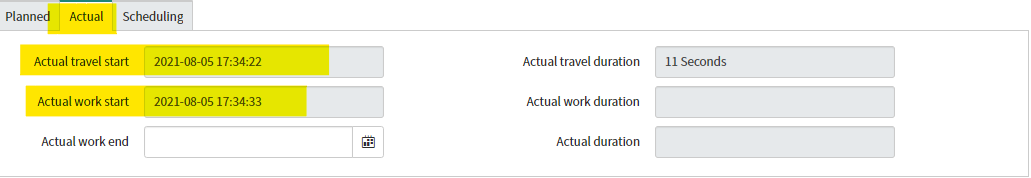 Planned Actual Scheduling
Actual travel start 2021-08-05 17:34:22 Actual travel duration 11 Seconds
Actual work start 2021-08-05 17:34:33 Actual work duration
Actual work end Actual duration